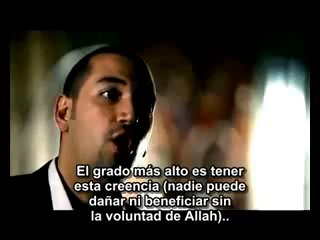 El grado más alto es tener
esta creencia (nadie puede
dañar ni beneficiar sin
la voluntad de Allah)..